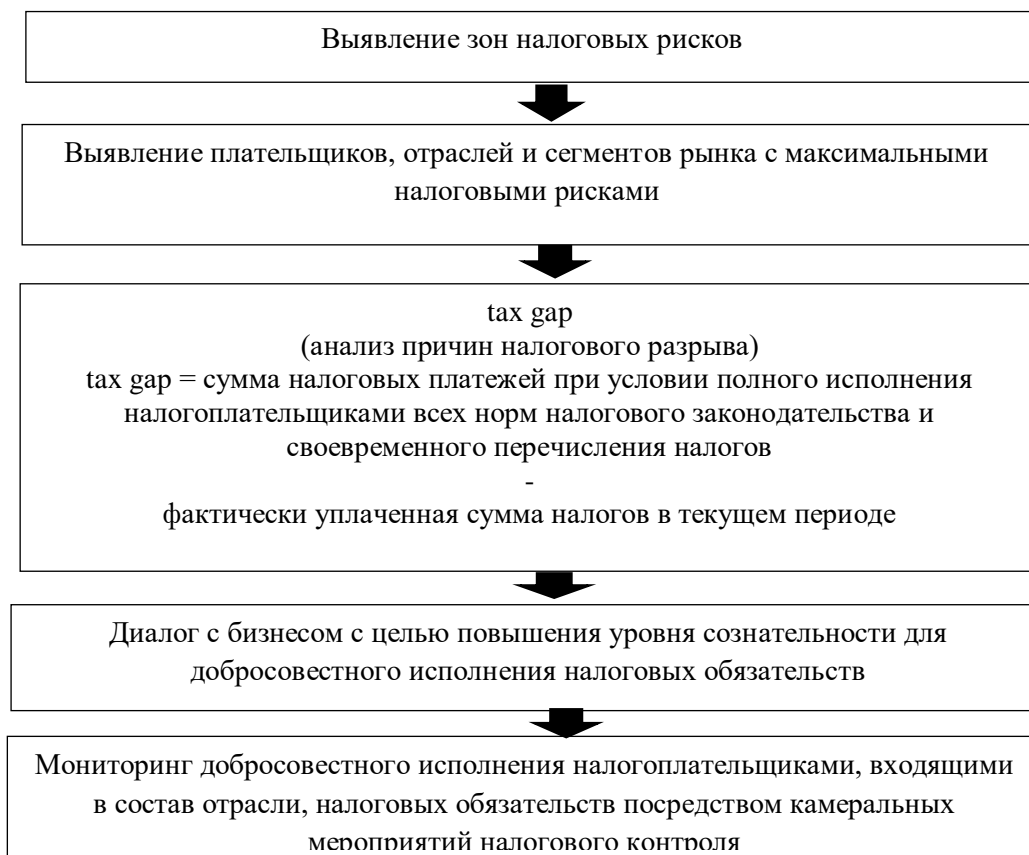 Выявление зон налоговых рисков
Выявление плательщиков, отраслей и сегментов рынка с максимальными
налоговыми рисками
tax gap
(анализ причин налогового разрыва)
tax gap = сумма налоговых платежей при условии полного исполнения
налогоплательщиками всех норм налогового законодательства и
своевременного перечисления налогов
-
фактически уплаченная сумма налогов в текущем периоде
Диалог с бизнесом с целью повышения уровня сознательности для
добросовестного исполнения налоговых обязательств
Мониторинг добросовестного исполнения налогоплательщиками, входящими
в состав отрасли, налоговых обязательств посредством камеральных
мероприятий налогового контроля